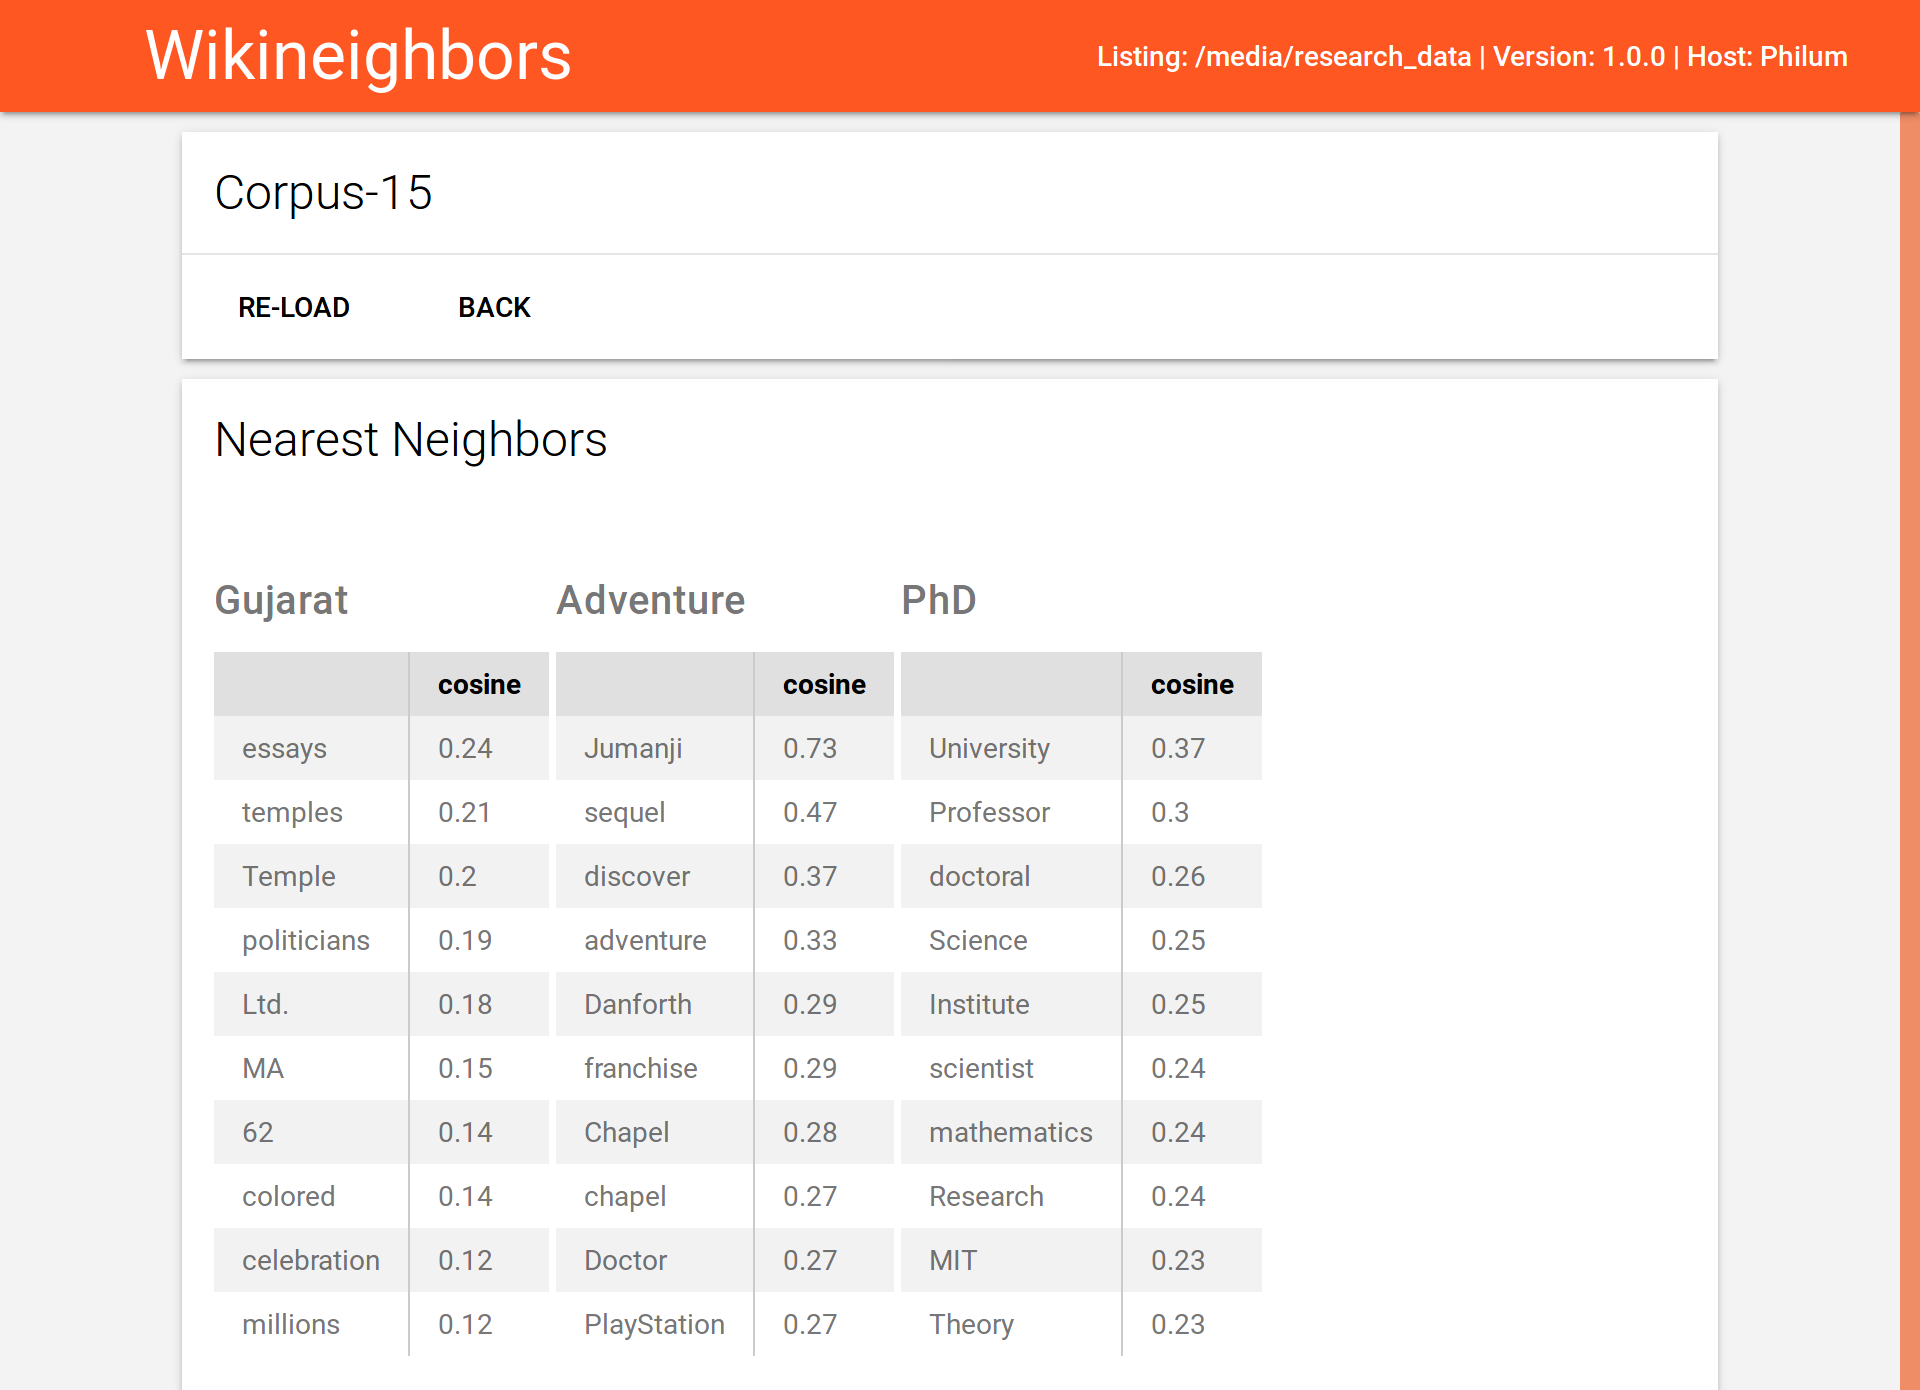 Wikineighbors
Listing: /media/research_data | Version: 1.0.0 | Host: Philum
Corpus-15
RE-LOAD BACK
Nearest Neighbors
Gujarat Adventure PhD
cosine cosine cosine
essays 0.24 Jumanji 0.73 University 0.37
temples 0.21 sequel 0.47 Professor 0.3
Temple 0.2 discover 0.37 doctoral 0.26
politicians 0.19 adventure 0.33 Science 0.25
Ltd. 0.18 Danforth 0.29 Institute 0.25
MA 0.15 franchise 0.29 scientist 0.24
62 0.14 Chapel 0.28 mathematics 0.24
colored 0.14 chapel 0.27 Research 0.24
celebration 0.12 Doctor 0.27 MIT 0.23
millions 0.12 PlayStation 0.27 Theory 0.23